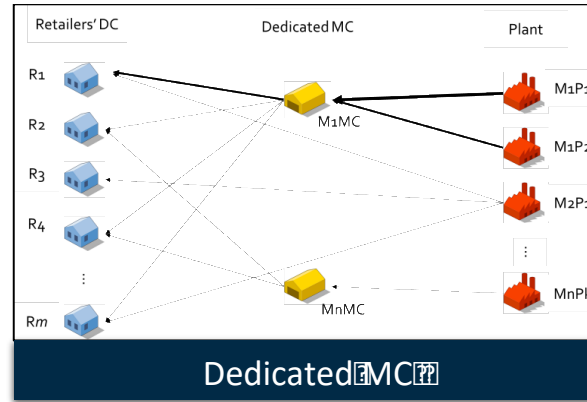 Retailers' DC
Dedicated MC
Plant
R1
M1P1
M1MC
R2
M1P2
R3
M2P1
R4
⋮
⋮
MnMC
MnPl
Rm
Dedicated MC